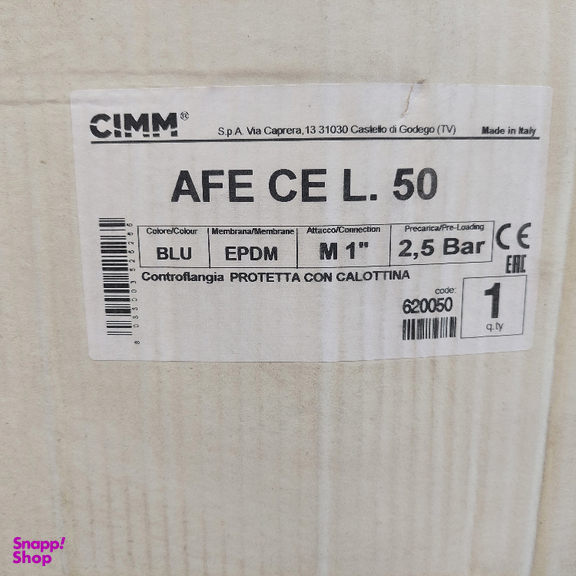 CIMM®
S.p.A. Via Caprera,13 31030 Castello di Godego (TV) Made in Italy
AFE CE L. 50
Colore/Colour Membrana/Membrane Attacco/Connection Precarica/Pre-Loading
BLU EPDM M 1" 2,5 Bar CE
EAC
Controflangia PROTETTA CON CALOTTINA
code:
620050 1
q.ty
Snapp!
Shop